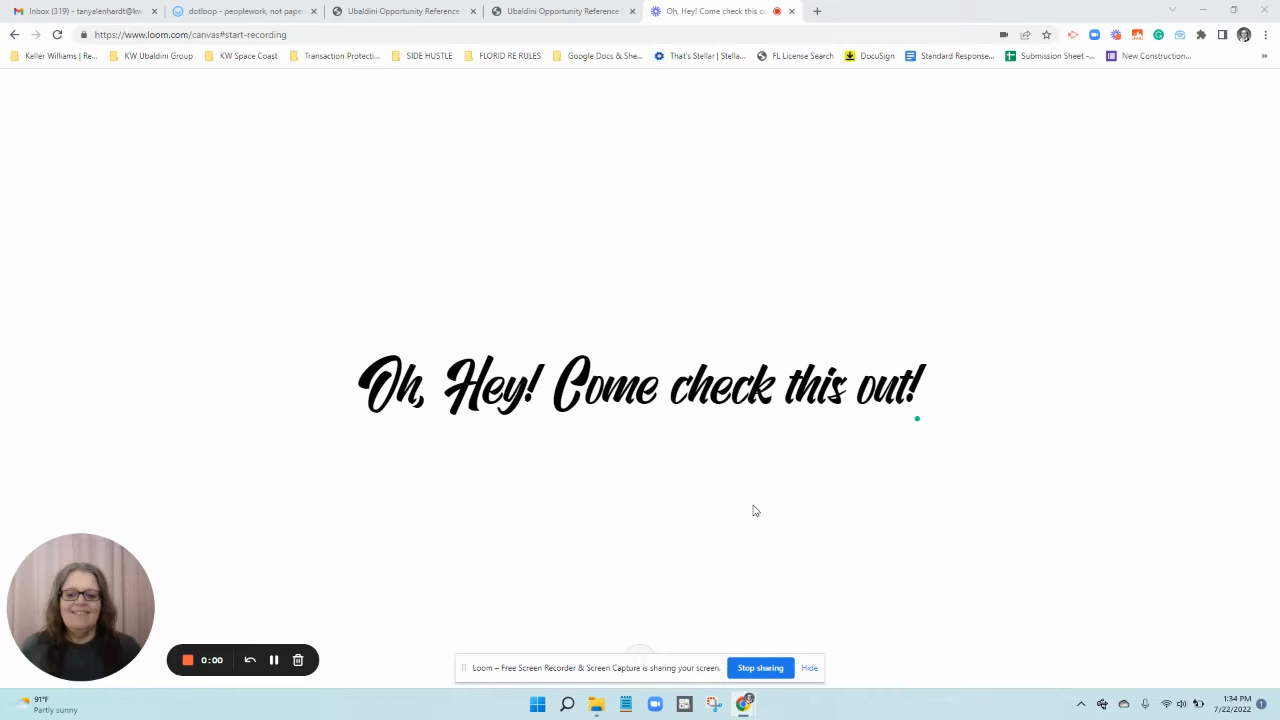 Inbox (319) - tanyalenhardt@kw
dotloop - peoplework, not pape
Ubaldini Opportunity Reference
Ubaldini Opportunity Reference
Oh, Hey! Come check this ou
https://www.loom.com/canvas#start-recording
Keller Williams | Re...
KW Ubaldini Group
KW Space Coast
Transaction Protecti...
SIDE HUSTLE
FLORID RE RULES
Google Docs & She...
That's Stellar | Stella...
FL License Search
DocuSign
Standard Response...
Submission Sheet -...
New Construction...
»
Oh, Hey! Come check this out!
0:00
Loom – Free Screen Recorder & Screen Capture is sharing your screen.
Stop sharing
Hide
91°F
Partly sunny
1:34 PM
7/22/2022